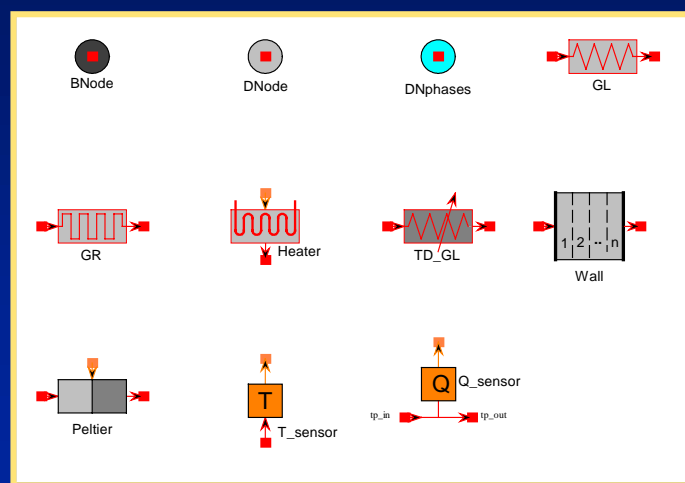 BNode
DNode
DNphases
GL
GR
Heater
TD_GL
1 2 ·· n
Wall
Peltier
T
T_sensor
Q
Q_sensor
tp_in
tp_out